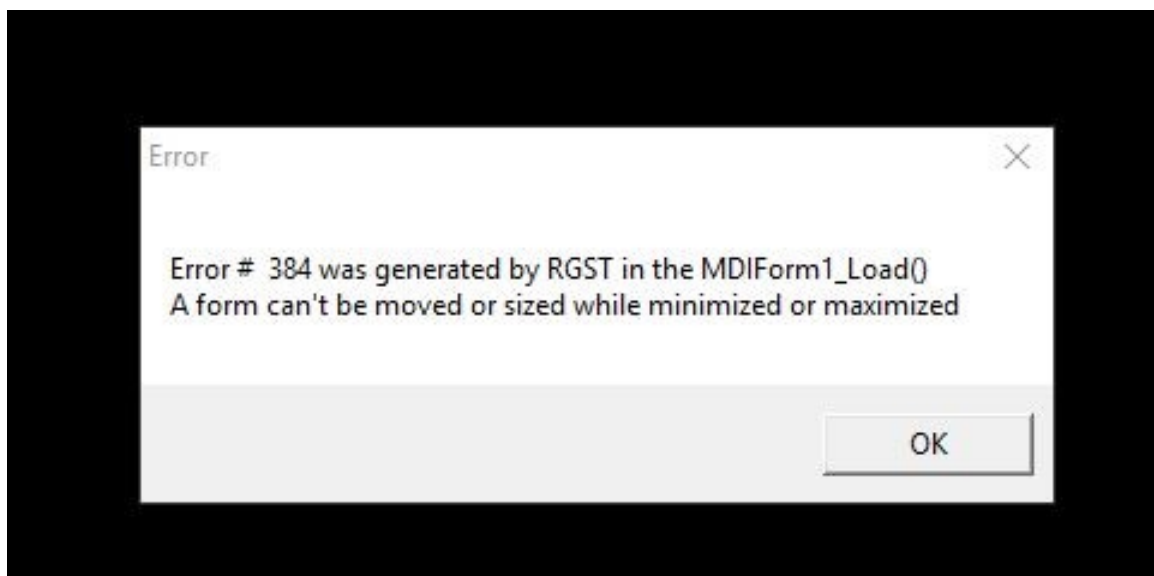 Error
Error #  384 was generated by RGST in the MDIForm1_Load()
A form can't be moved or sized while minimized or maximized
OK